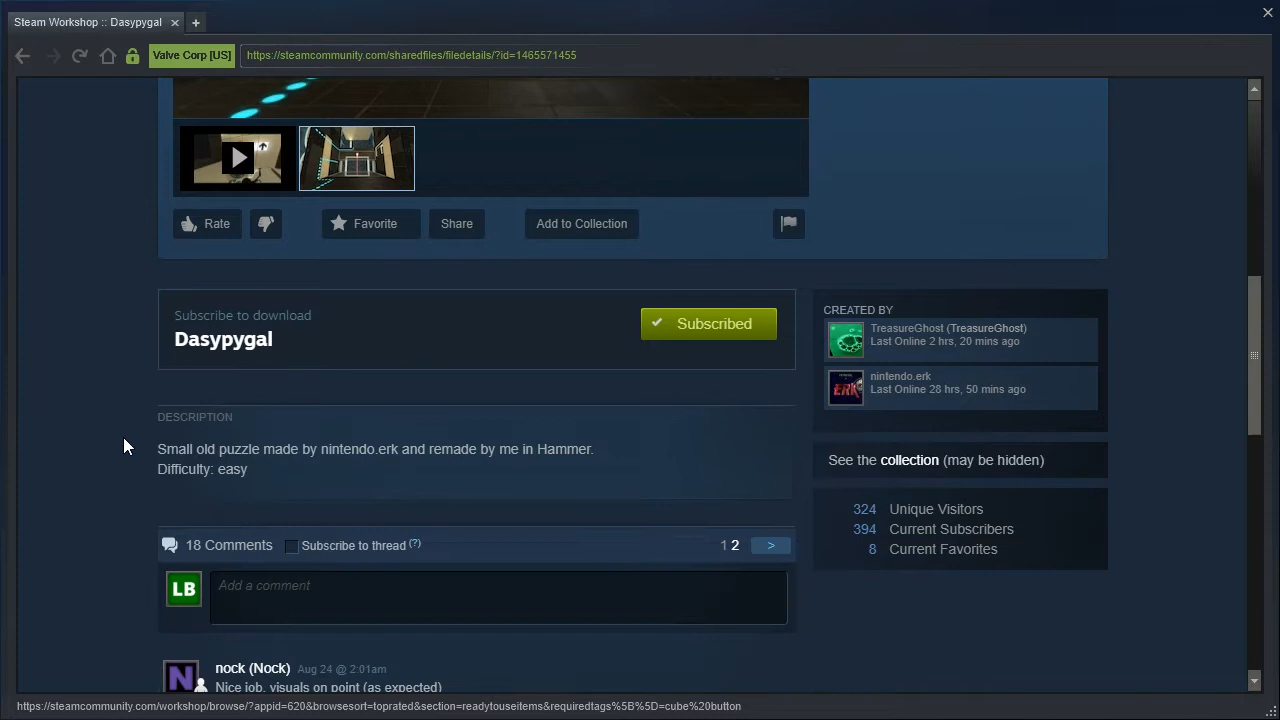 Steam Workshop :: Dasypygal
Valve Corp [US]
https://steamcommunity.com/sharedfiles/filedetails/?id=1465571455
Rate
Favorite
Share
Add to Collection
Subscribe to download
Dasypygal
Subscribed
CREATED BY
TreasureGhost (TreasureGhost)
Last Online 2 hrs, 20 mins ago
nintendo.erk
Last Online 28 hrs, 50 mins ago
DESCRIPTION
Small old puzzle made by nintendo.erk and remade by me in Hammer.
Difficulty: easy
See the collection (may be hidden)
324 Unique Visitors
394 Current Subscribers
8 Current Favorites
18 Comments Subscribe to thread (?)
1 2 >
LB
Add a comment
N
nock (Nock) Aug 24 @ 2:01am
Nice job, visuals on point (as expected)
https://steamcommunity.com/workshop/browse/?appid=620&browsesort=toprated&section=readytouseitems&requiredtags%5B%5D=cube%20button
ERK